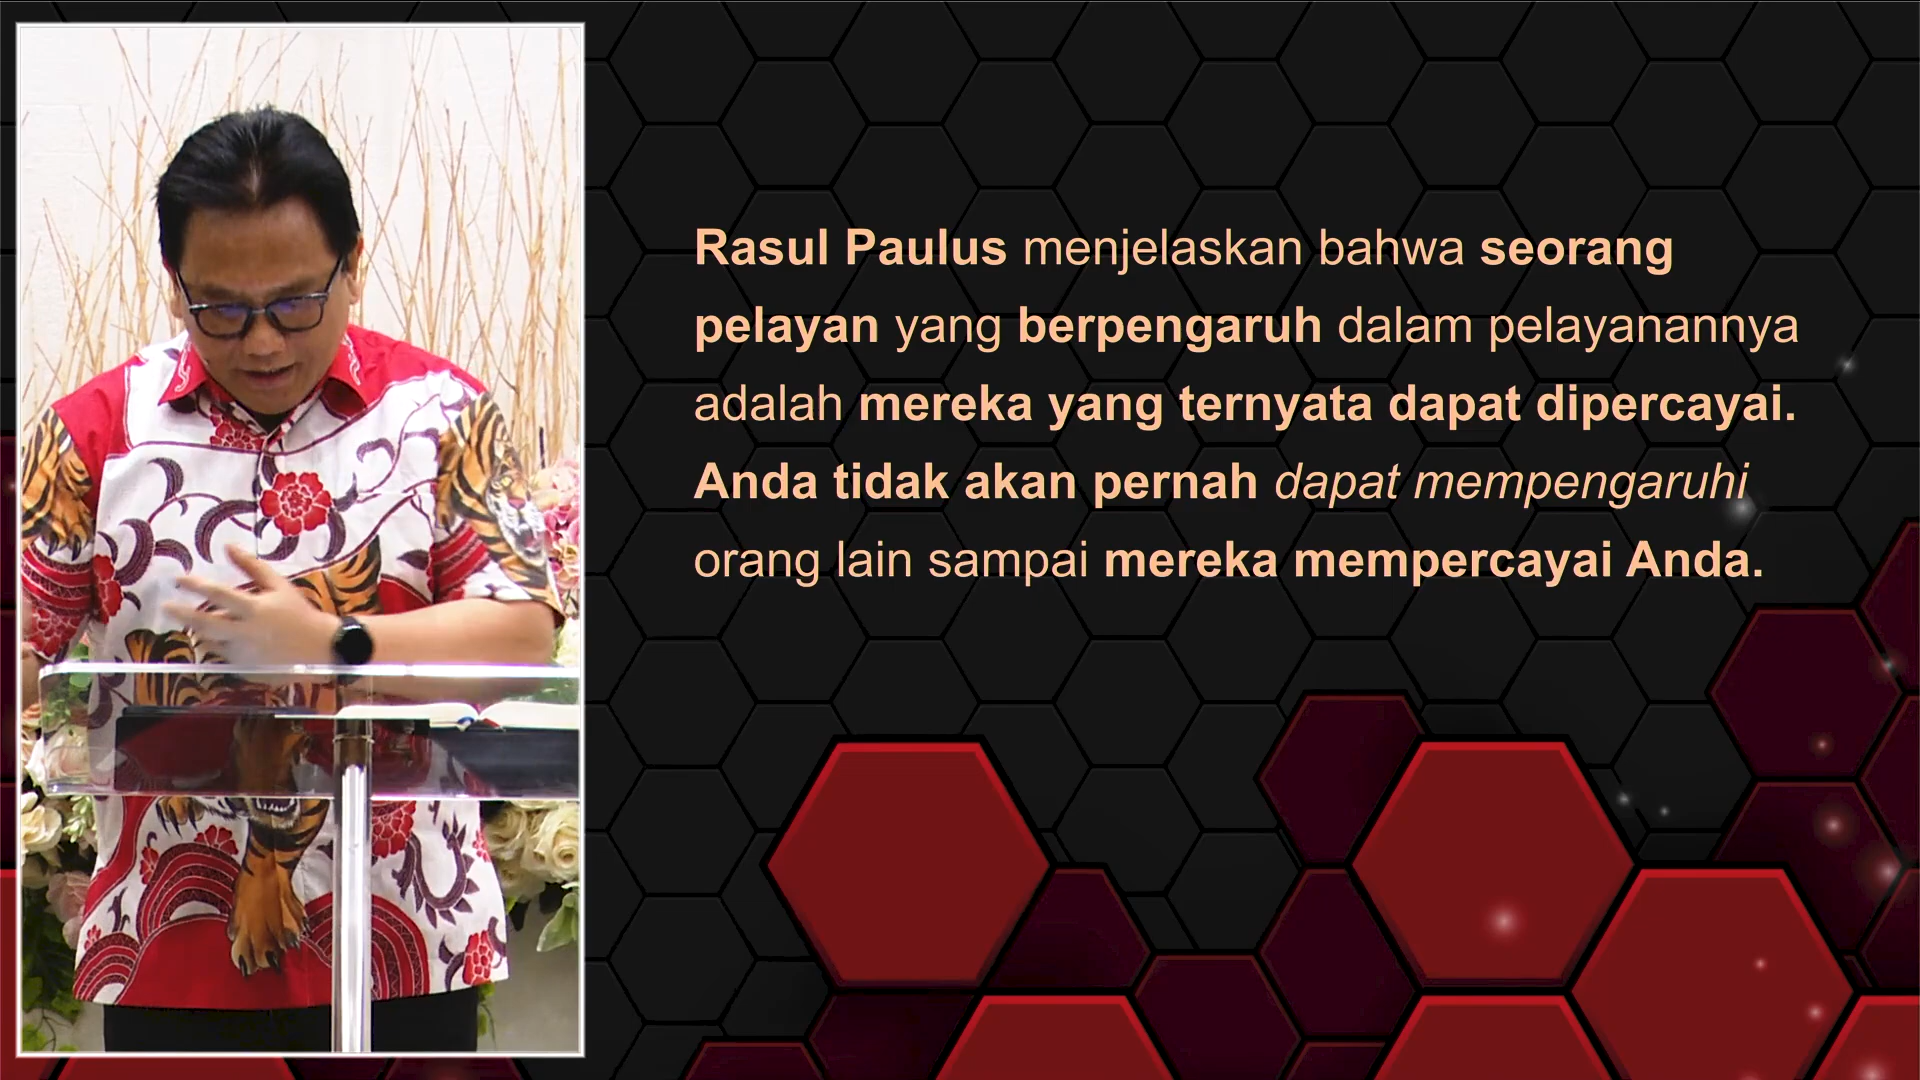 Rasul Paulus menjelaskan bahwa seorang
pelayan yang berpengaruh dalam pelayanannya
adalah mereka yang ternyata dapat dipercayai.
Anda tidak akan pernah dapat mempengaruhi
orang lain sampai mereka mempercayai Anda.